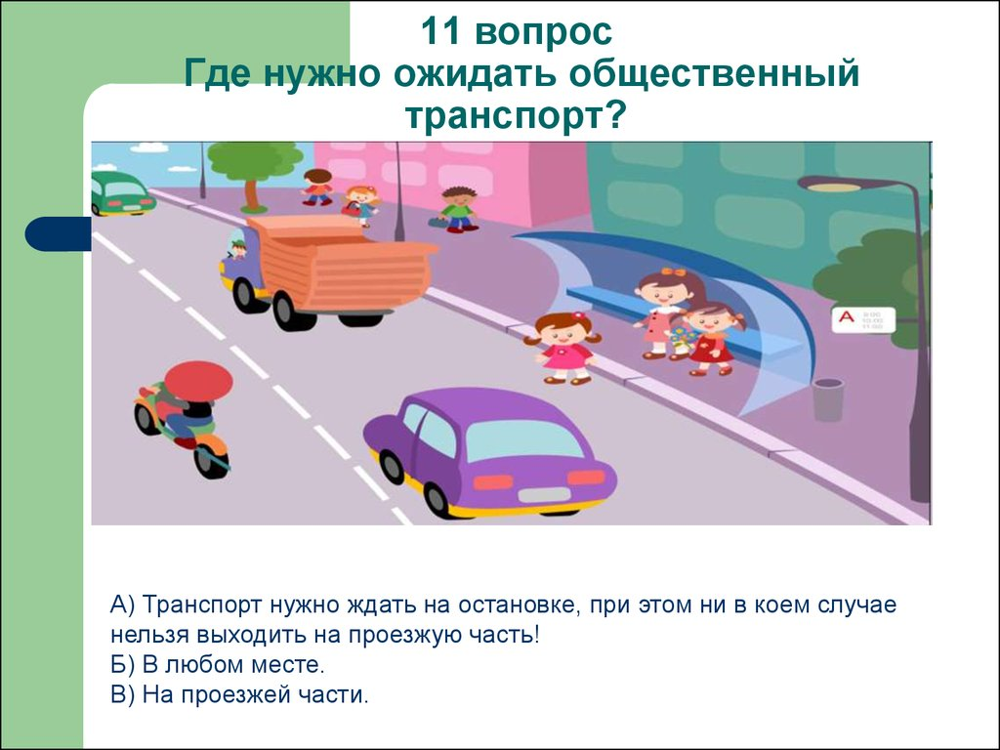 11 вопрос
Где нужно ожидать общественный
транспорт?
А
А) Транспорт нужно ждать на остановке, при этом ни в коем случае
нельзя выходить на проезжую часть!
Б) В любом месте.
В) На проезжей части.